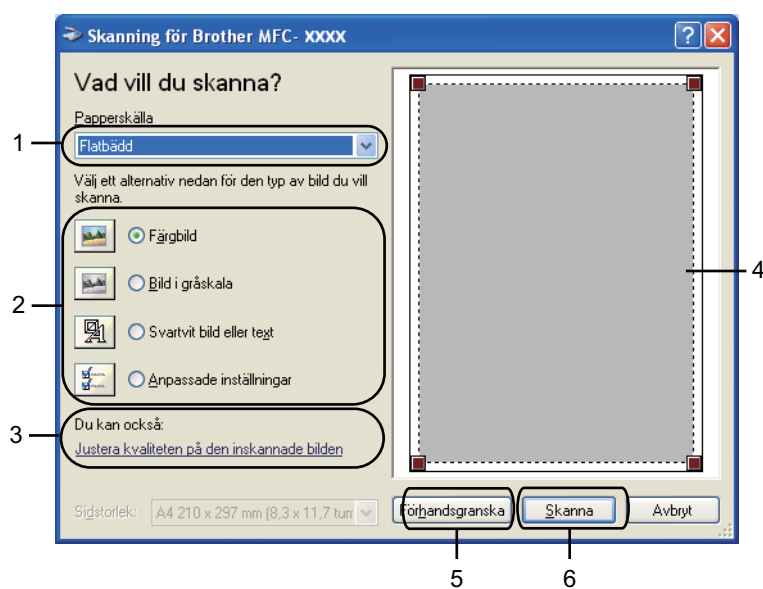 Skanning för Brother MFC- XXXX
Vad vill du skanna?
Papperskälla
1
Flatbädd
Välj ett alternativ nedan för den typ av bild du vill
skanna.
Färgbild
2
Bild i gråskala
Svartvit bild eller text
Anpassade inställningar
3
Du kan också:
Justera kvaliteten på den inskannade bilden
4
Sidstorlek: A4 210 x 297 mm (8,3 x 11,7 tum
Förhandsgranska
Skanna
Avbryt
5
6